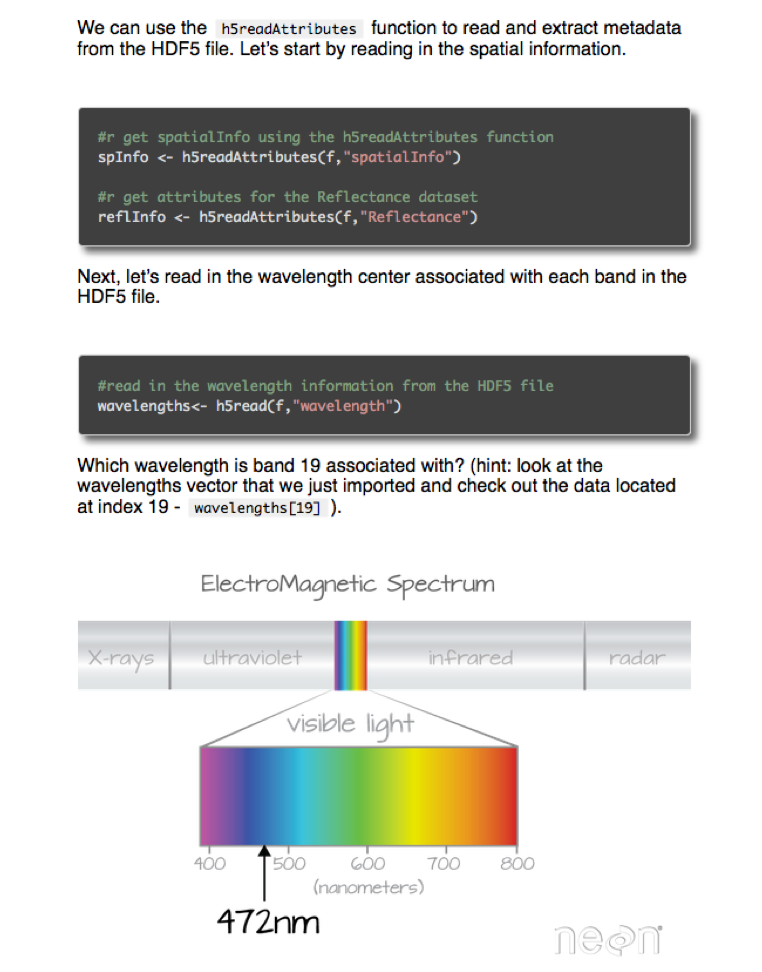 We can use the h5readAttributes function to read and extract metadata
from the HDF5 file. Let’s start by reading in the spatial information.
#r get spatialInfo using the h5readAttributes function
spInfo <- h5readAttributes(f,"spatialInfo")
#r get attributes for the Reflectance dataset
reflInfo <- h5readAttributes(f,"Reflectance")
Next, let’s read in the wavelength center associated with each band in the
HDF5 file.
#read in the wavelength information from the HDF5 file
wavelengths<- h5read(f,"wavelength")
Which wavelength is band 19 associated with? (hint: look at the
wavelengths vector that we just imported and check out the data located
at index 19 - wavelengths[19] ).
ElectroMagnetic Spectrum
X-rays ultraviolet infrared radar
visible light
400 500 600 700 800
(nanometers)
472nm
neon